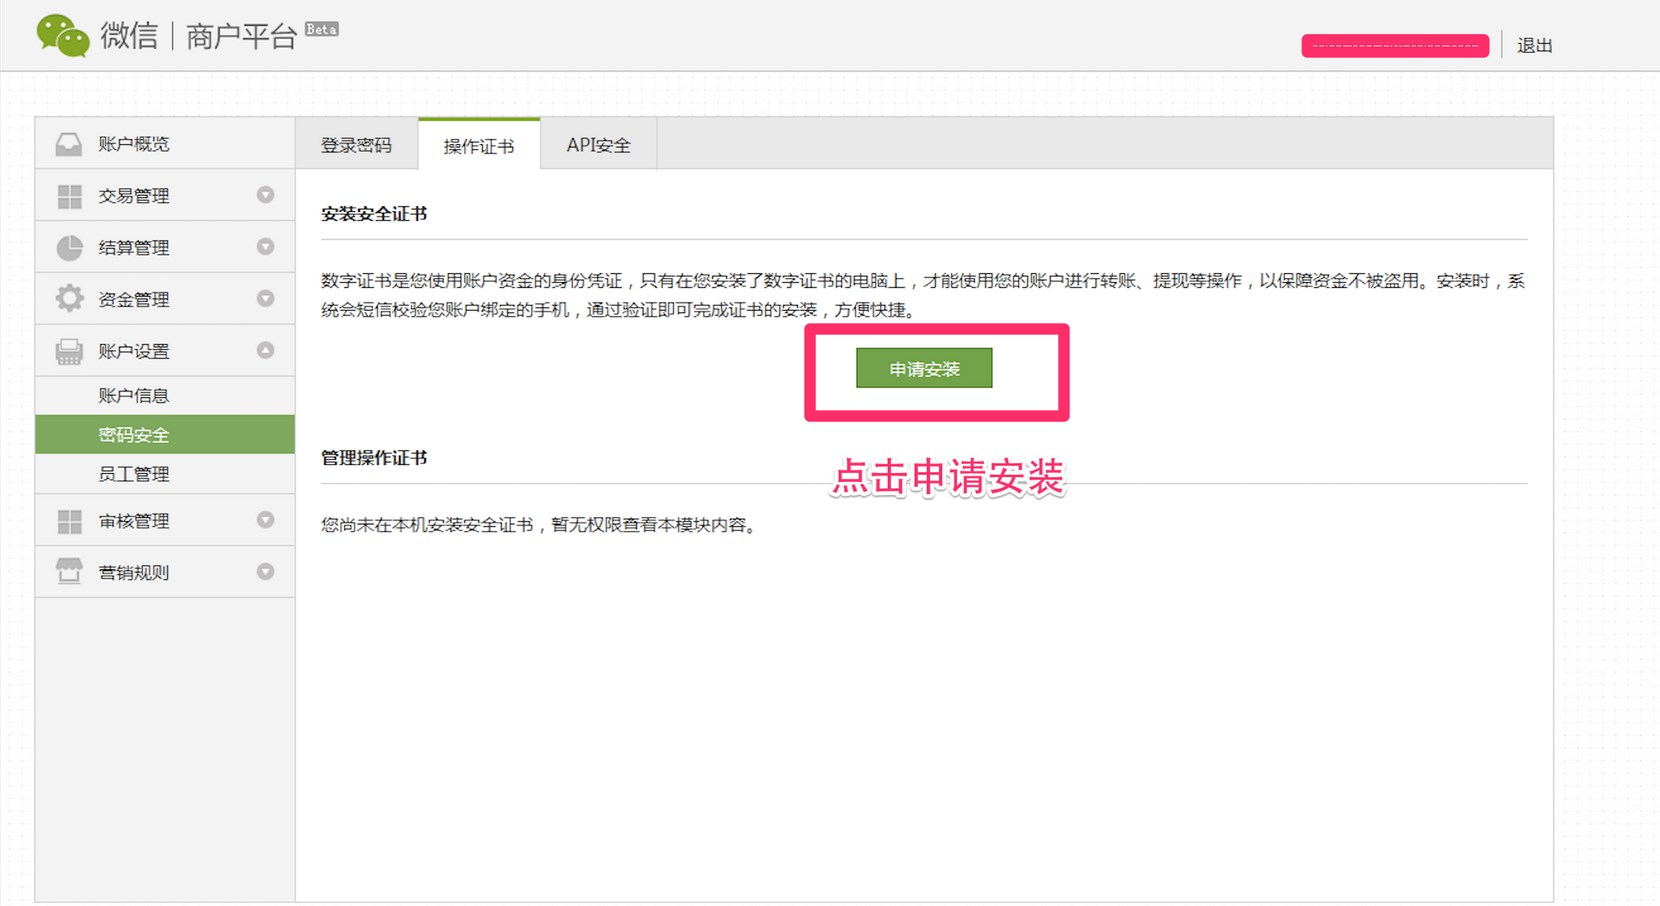 微信 | 商户平台 Beta
退出
账户概览
交易管理
结算管理
资金管理
账户设置
账户信息
密码安全
员工管理
审核管理
营销规则
登录密码
操作证书
API安全
安装安全证书
数字证书是您使用账户资金的身份凭证，只有在您安装了数字证书的电脑上，才能使用您的账户进行转账、提现等操作，以保障资金不被盗用。安装时，系
统会短信校验您账户绑定的手机，通过验证即可完成证书的安装，方便快捷。
申请安装
管理操作证书
点击申请安装
您尚未在本机安装安全证书，暂无权限查看本模块内容。